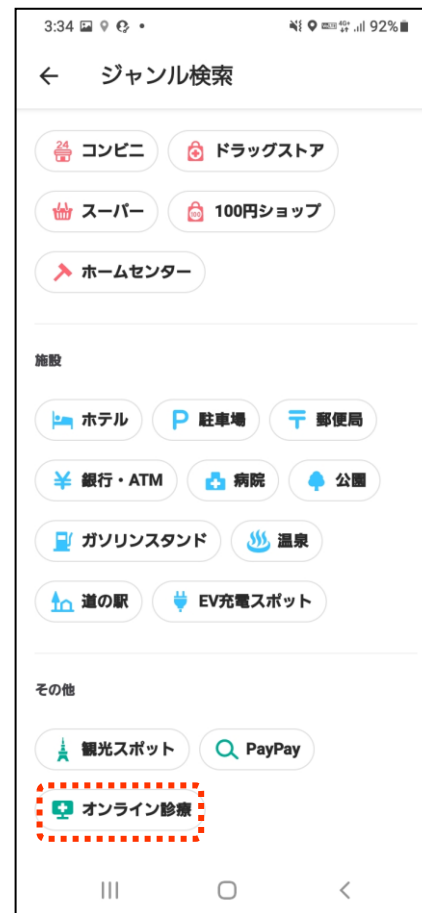 3:34 92%
ジャンル検索
コンビニ ドラッグストア
スーパー 100円ショップ
ホームセンター
施設
ホテル 駐車場 郵便局
銀行・ATM 病院 公園
ガソリンスタンド 温泉
道の駅 EV充電スポット
その他
観光スポット PayPay
オンライン診療